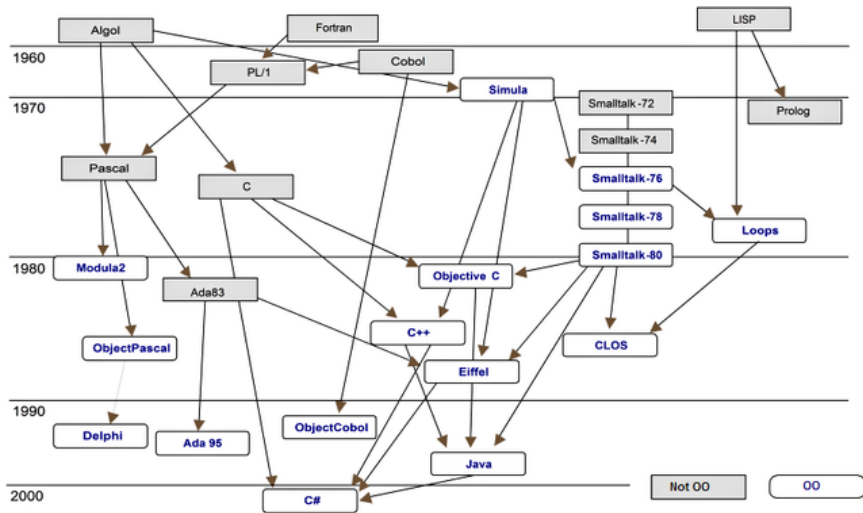 Algol
Fortran
LISP
1960
PL/1
Cobol
Simula
1970
Smalltalk-72
Prolog
Smalltalk-74
Pascal
C
Smalltalk-76
Smalltalk-78
Loops
Smalltalk-80
1980
Modula2
Objective C
Ada83
C++
ObjectPascal
CLOS
Eiffel
1990
ObjectCobol
Delphi
Ada 95
Java
2000
C#
Not OO
OO